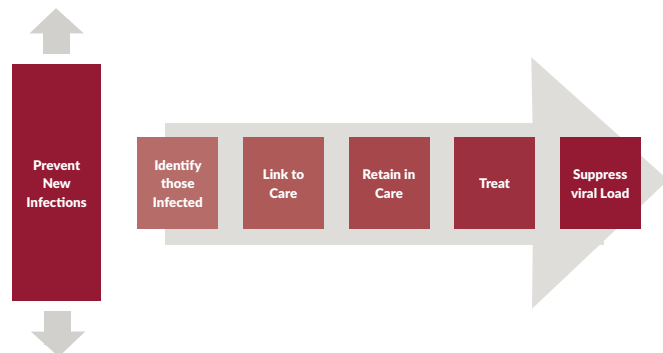 Prevent
New
Infections
Identify
those
Infected
Link to
Care
Retain in
Care
Treat
Suppress
viral Load